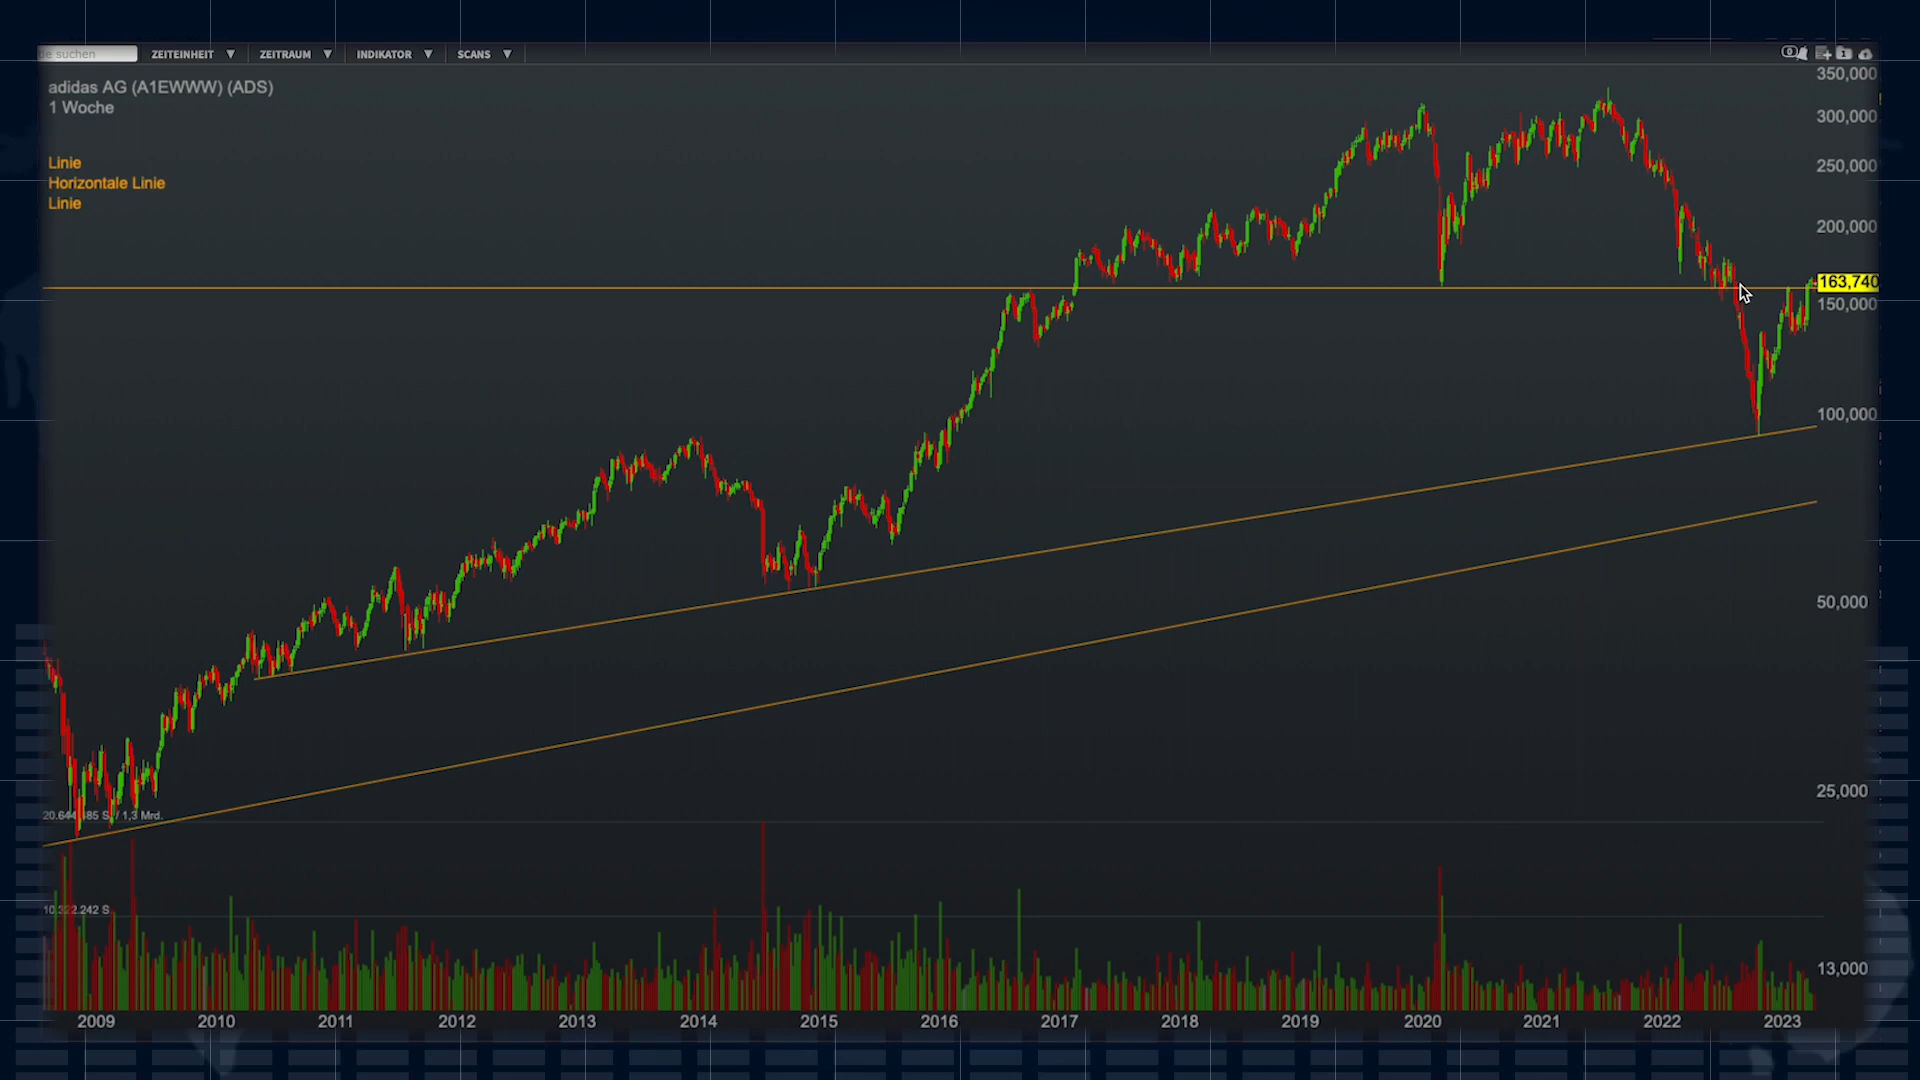 de suchen ZEITEINHEIT ▼ ZEITRAUM ▼ INDIKATOR ▼ SCANS ▼
adidas AG (A1EWWW) (ADS)
1 Woche
Linie
Horizontale Linie
Linie
350,000
300,000
250,000
200,000
163,740
150,000
100,000
50,000
25,000
/ 1,3 Mrd.
S
13,000
2009 2010 2011 2012 2013 2014 2015 2016 2017 2018 2019 2020 2021 2022 2023